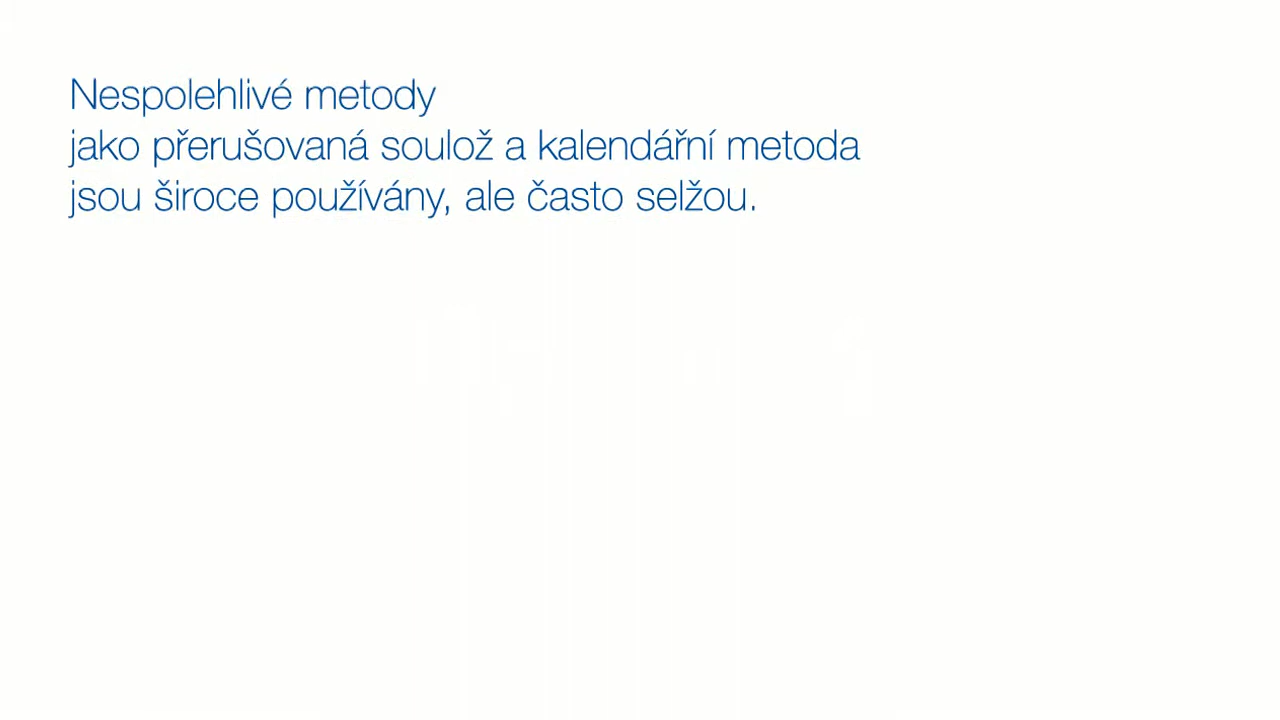 Nespolehlivé metody
jako přerušovaná soulož a kalendářní metoda
jsou široce používány, ale často selžou.